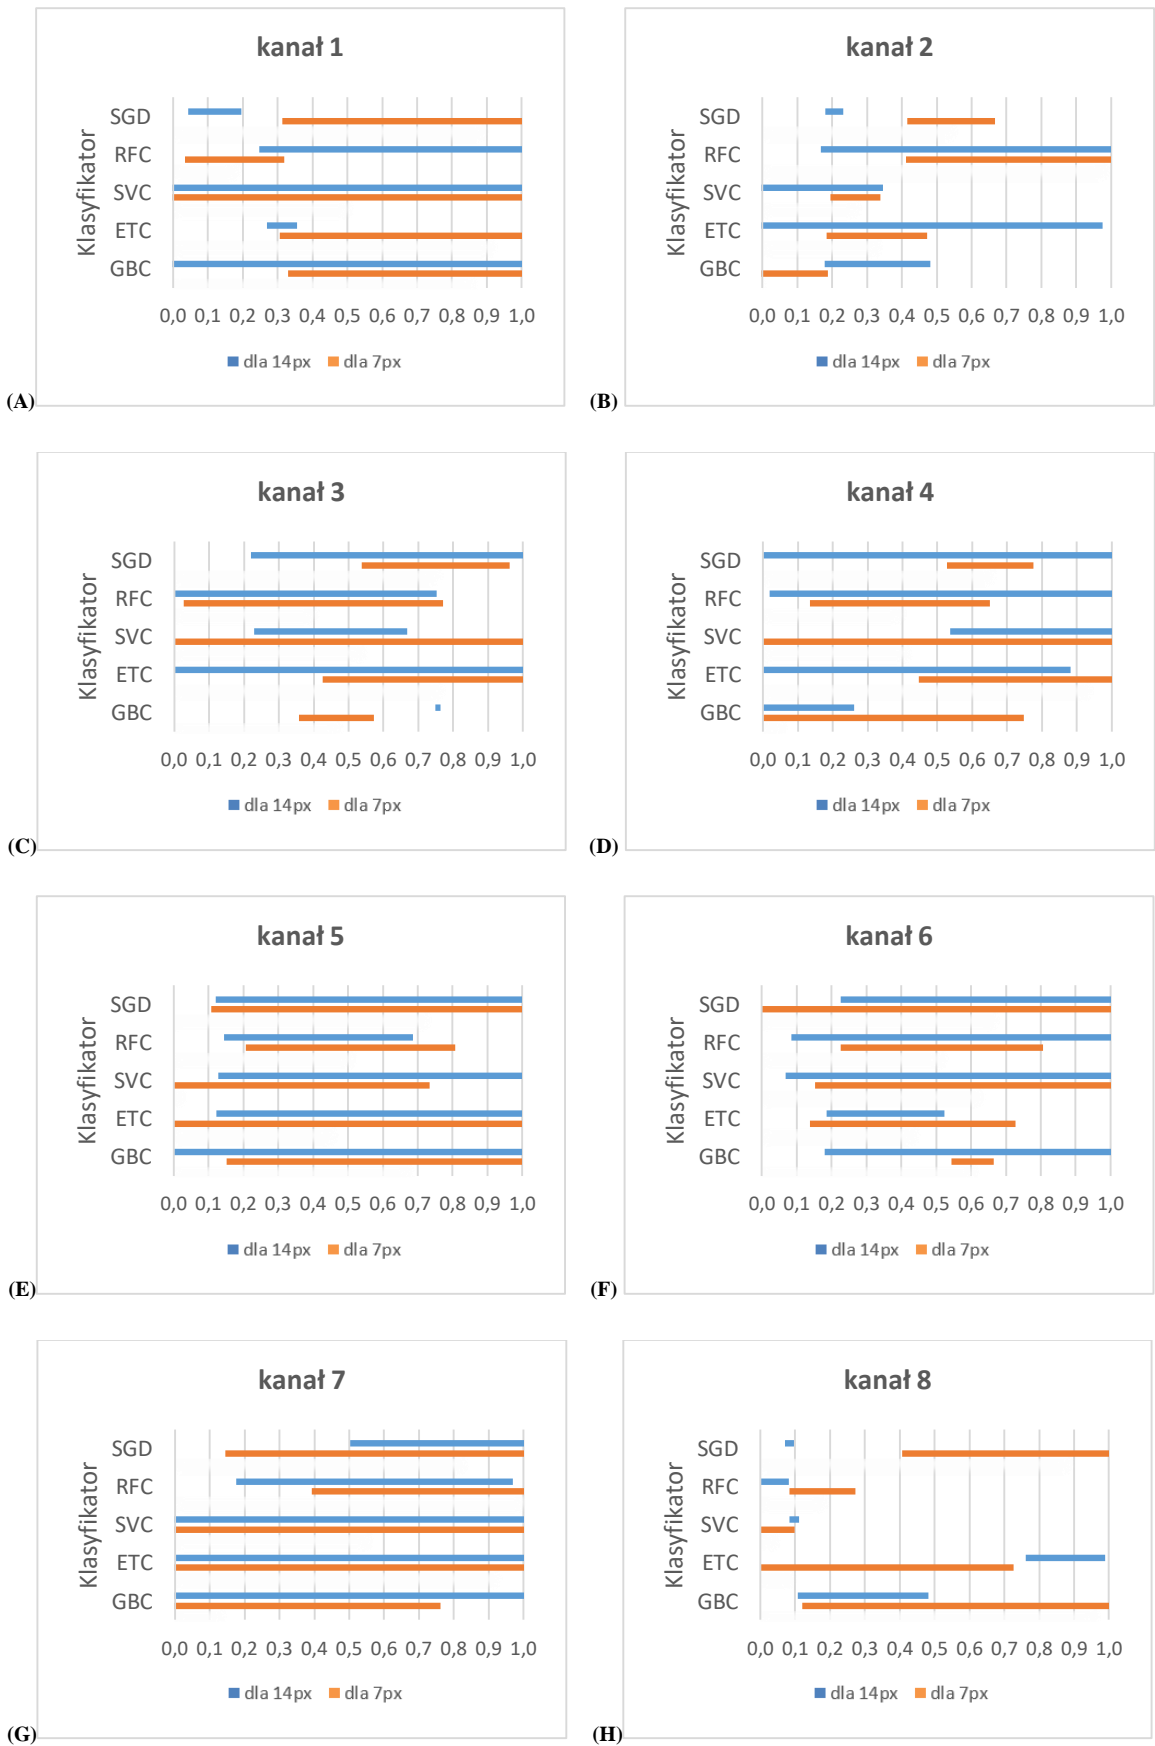 kanał 1
Klasyfikator
SGD
RFC
SVC
ETC
GBC
0,0 0,1 0,2 0,3 0,4 0,5 0,6 0,7 0,8 0,9 1,0
dla 14px dla 7px
(A)
kanał 2
Klasyfikator
SGD
RFC
SVC
ETC
GBC
0,0 0,1 0,2 0,3 0,4 0,5 0,6 0,7 0,8 0,9 1,0
dla 14px dla 7px
(B)
kanał 3
Klasyfikator
SGD
RFC
SVC
ETC
GBC
0,0 0,1 0,2 0,3 0,4 0,5 0,6 0,7 0,8 0,9 1,0
dla 14px dla 7px
(C)
kanał 4
Klasyfikator
SGD
RFC
SVC
ETC
GBC
0,0 0,1 0,2 0,3 0,4 0,5 0,6 0,7 0,8 0,9 1,0
dla 14px dla 7px
(D)
kanał 5
Klasyfikator
SGD
RFC
SVC
ETC
GBC
0,0 0,1 0,2 0,3 0,4 0,5 0,6 0,7 0,8 0,9 1,0
dla 14px dla 7px
(E)
kanał 6
Klasyfikator
SGD
RFC
SVC
ETC
GBC
0,0 0,1 0,2 0,3 0,4 0,5 0,6 0,7 0,8 0,9 1,0
dla 14px dla 7px
(F)
kanał 7
Klasyfikator
SGD
RFC
SVC
ETC
GBC
0,0 0,1 0,2 0,3 0,4 0,5 0,6 0,7 0,8 0,9 1,0
dla 14px dla 7px
(G)
kanał 8
Klasyfikator
SGD
RFC
SVC
ETC
GBC
0,0 0,1 0,2 0,3 0,4 0,5 0,6 0,7 0,8 0,9 1,0
dla 14px dla 7px
(H)